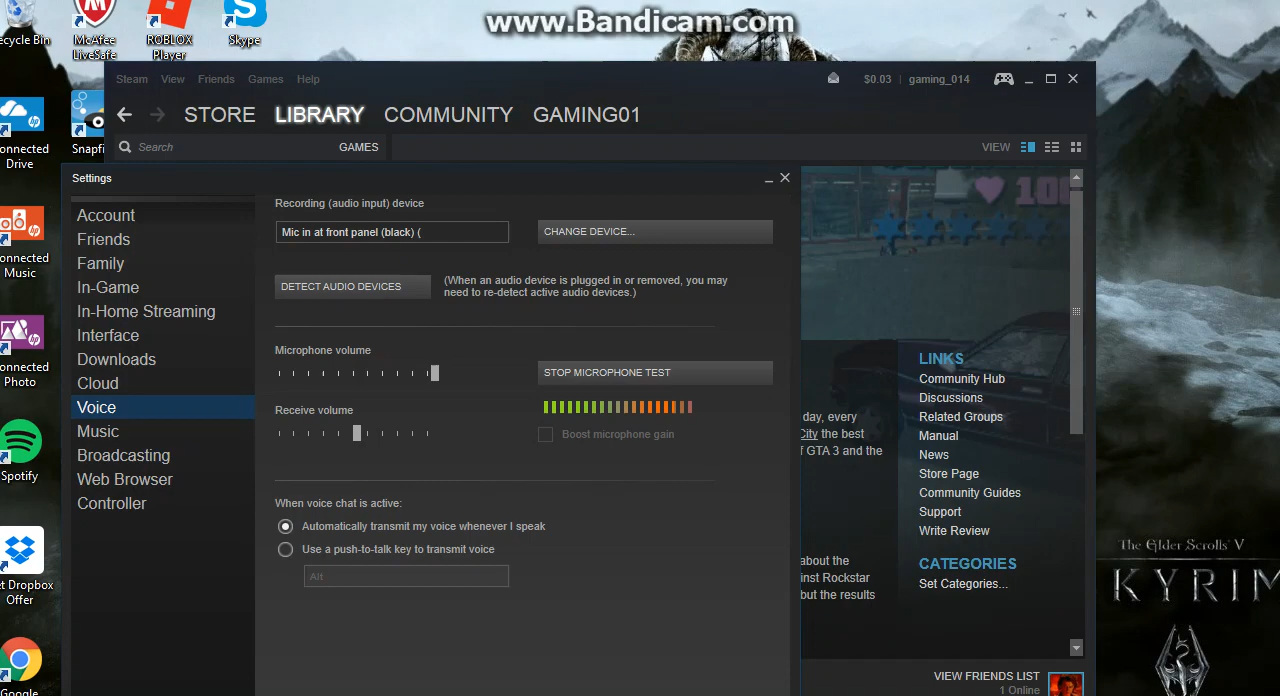 www.Bandicam.com
ecycle Bin
McAfee
LiveSafe
ROBLOX
Player
Skype
Steam View Friends Games Help
$0.03 | gaming_014
STORE LIBRARY COMMUNITY GAMING01
Search
GAMES
VIEW
onnected
Drive
Snapfi
onnected
Music
onnected
Photo
Spotify
et Dropbox
Offer
Google
Settings
Account
Friends
Family
In-Game
In-Home Streaming
Interface
Downloads
Cloud
Voice
Music
Broadcasting
Web Browser
Controller
Recording (audio input) device
Mic in at front panel (black) (
CHANGE DEVICE...
DETECT AUDIO DEVICES
(When an audio device is plugged in or removed, you may
need to re-detect active audio devices.)
Microphone volume
STOP MICROPHONE TEST
Receive volume
Boost microphone gain
When voice chat is active:
Automatically transmit my voice whenever I speak
Use a push-to-talk key to transmit voice
Alt
100
day, every
City the best
f GTA 3 and the
about the
inst Rockstar
but the results
LINKS
Community Hub
Discussions
Related Groups
Manual
News
Store Page
Community Guides
Support
Write Review
CATEGORIES
Set Categories...
VIEW FRIENDS LIST
1 Online
The Elder Scrolls V
KYRIM